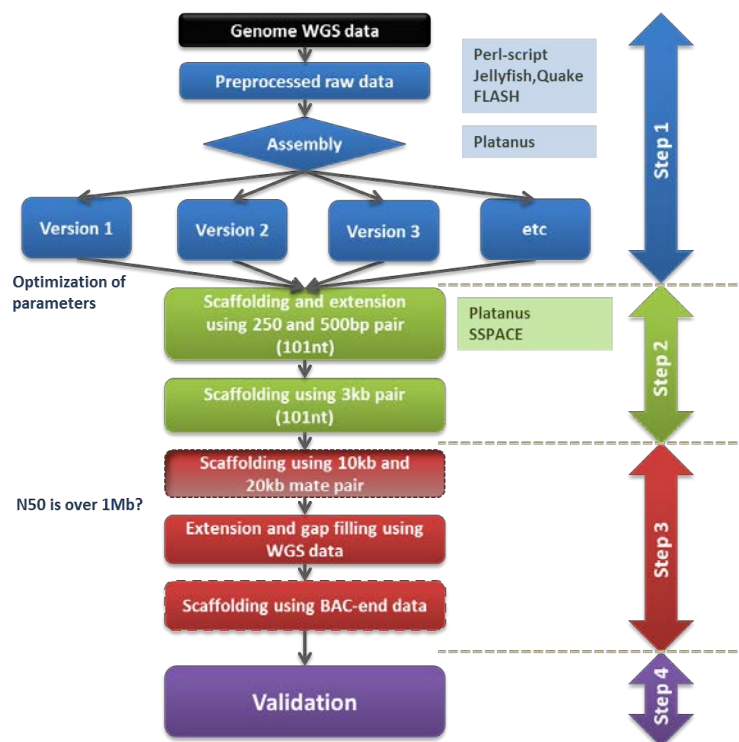 Genome WGS data
Preprocessed raw data
Perl-script
Jellyfish,Quake
FLASH
Assembly
Platanus
Step 1
Version 1
Version 2
Version 3
etc
Optimization of
parameters
Scaffolding and extension
using 250 and 500bp pair
(101nt)
Platanus
SSPACE
Step 2
Scaffolding using 3kb pair
(101nt)
Scaffolding using 10kb and
20kb mate pair
N50 is over 1Mb?
Extension and gap filling using
WGS data
Step 3
Scaffolding using BAC-end data
Validation
Step 4